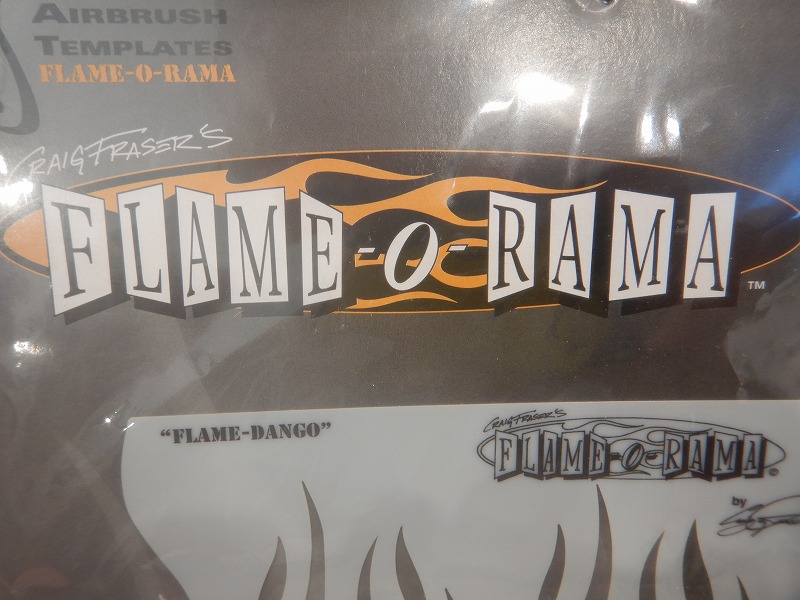 AIRBRUSH
TEMPLATES
FLAME-O-RAMA
CRAIG FRASER'S
FLAME-O-RAMA
TM
"FLAME-DANGO"
CRAIG FRASER'S
FLAME-O-RAMA
©
by